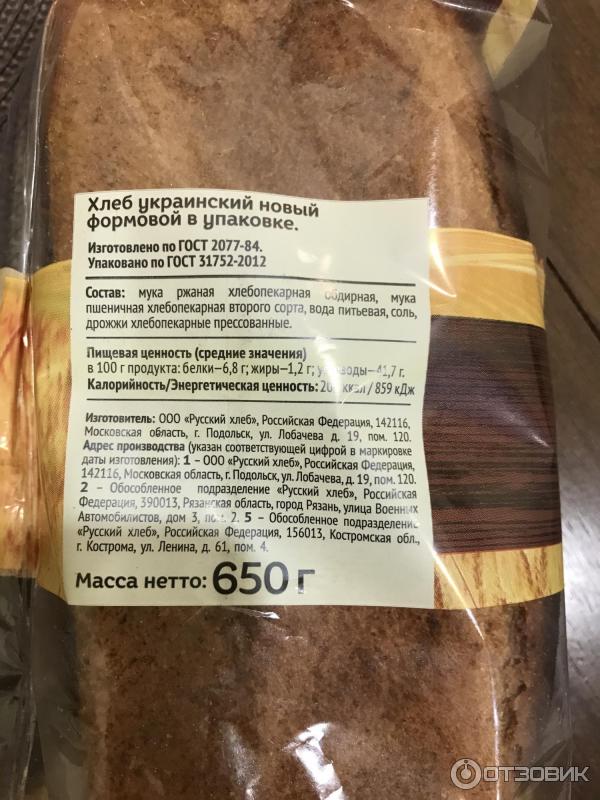 Хлеб украинский новый
формовой в упаковке.
Изготовлено по ГОСТ 2077-84.
Упаковано по ГОСТ 31752-2012
Состав: мука ржаная хлебопекарная обдирная, мука
пшеничная хлебопекарная второго сорта, вода питьевая, соль,
дрожжи хлебопекарные прессованные.
Пищевая ценность (средние значения)
в 100 г продукта: белки—6,8 г; жиры—1,2 г; углеводы—41,7 г.
Калорийность/Энергетическая ценность: ккал / 859 кДж
Изготовитель: ООО «Русский хлеб», Российская Федерация, 142116,
Московская область, г. Подольск, ул. Лобачева д. 19, пом. 120.
Адрес производства (указан соответствующей цифрой в маркировке
даты изготовления): 1 – ООО «Русский хлеб», Российская Федерация,
142116, Московская область, г. Подольск, ул. Лобачева, д. 19, пом. 120.
2 – Обособленное подразделение «Русский хлеб», Российская
Федерация, 390013, Рязанская область, город Рязань, улица Военных
Автомобилистов, дом 3, пом. 2. 5 – Обособленное подразделение
«Русский хлеб», Российская Федерация, 156013, Костромская обл.,
г. Кострома, ул. Ленина, д. 61, пом. 4.
Масса нетто: 650 г
ОТЗОВИК